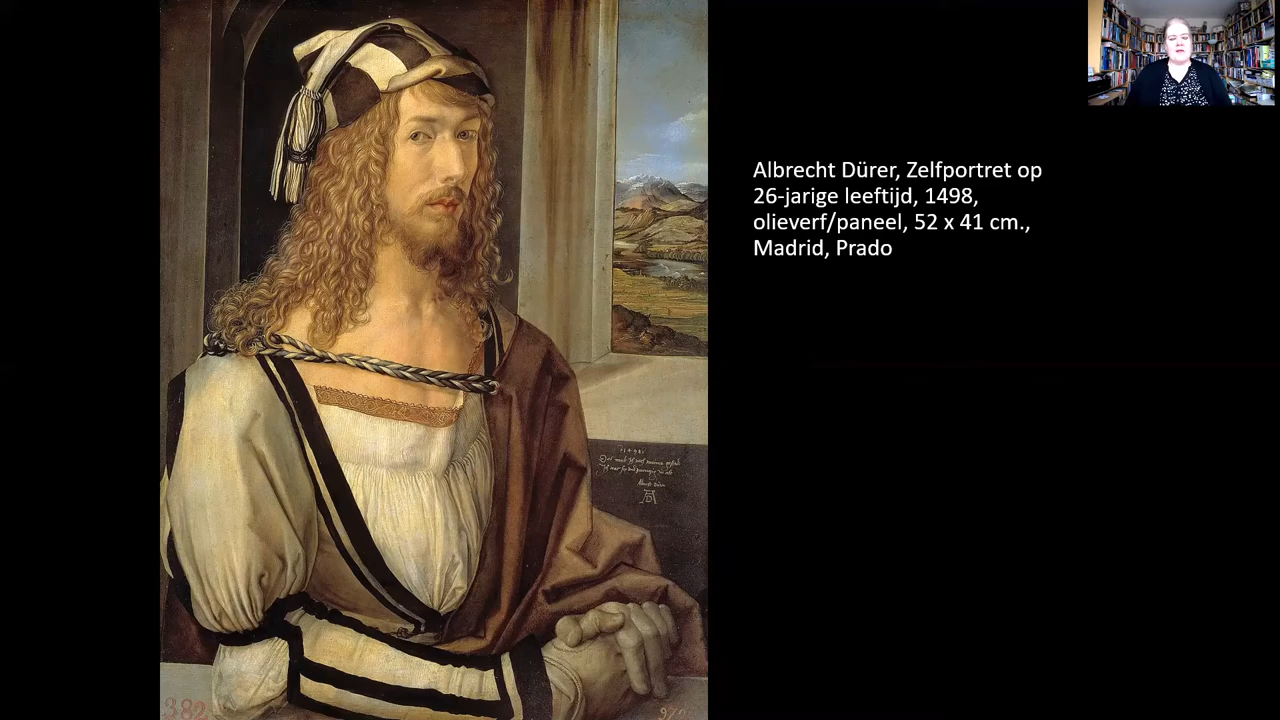 Albrecht Dürer, Zelfportret op
26-jarige leeftijd, 1498,
olieverf/paneel, 52 x 41 cm.,
Madrid, Prado
1498
382